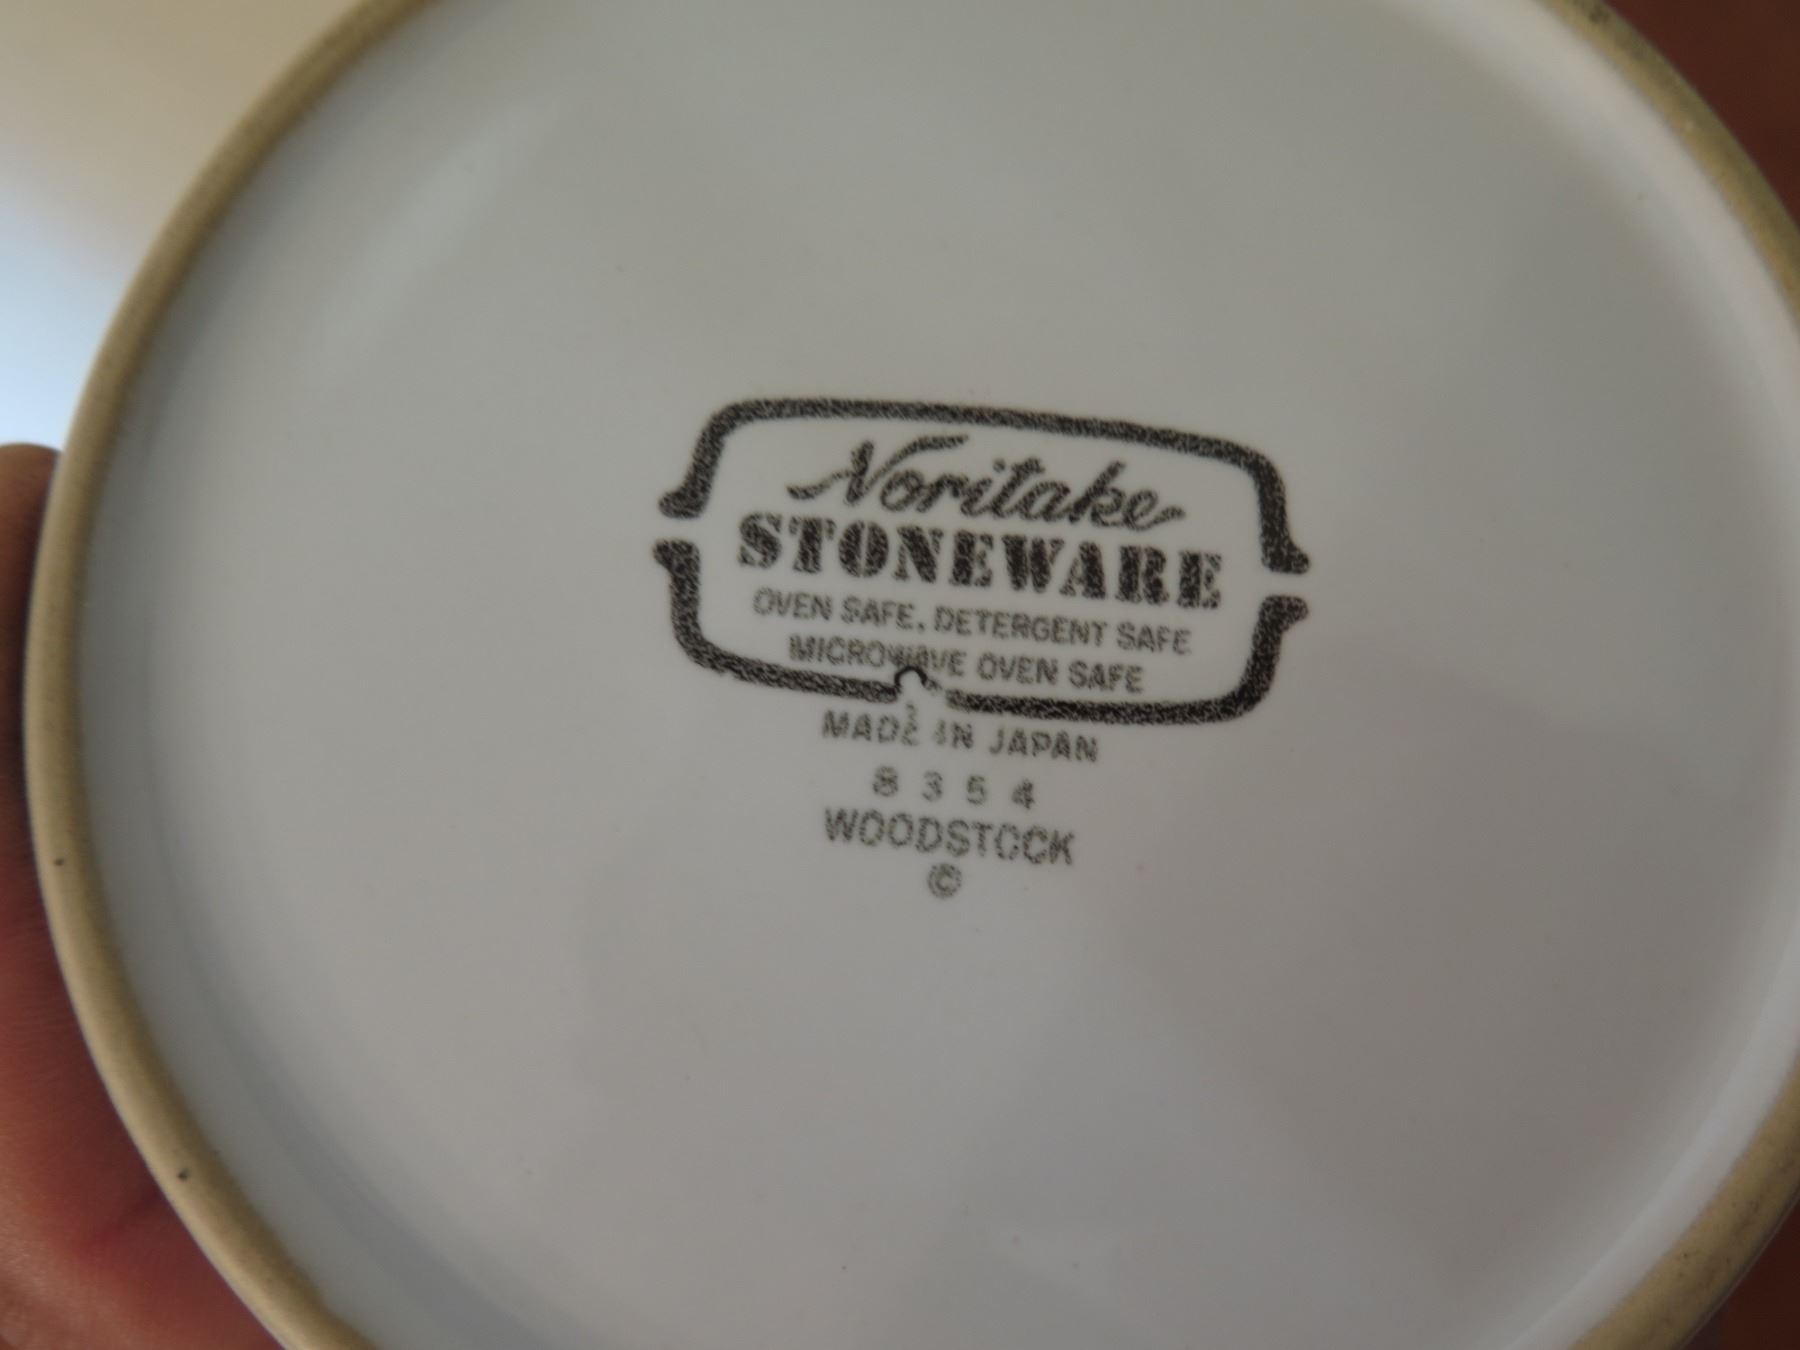 Noritake
STONEWARE
OVEN SAFE, DETERGENT SAFE
MICROWAVE OVEN SAFE
MADE IN JAPAN
8354
WOODSTOCK
©